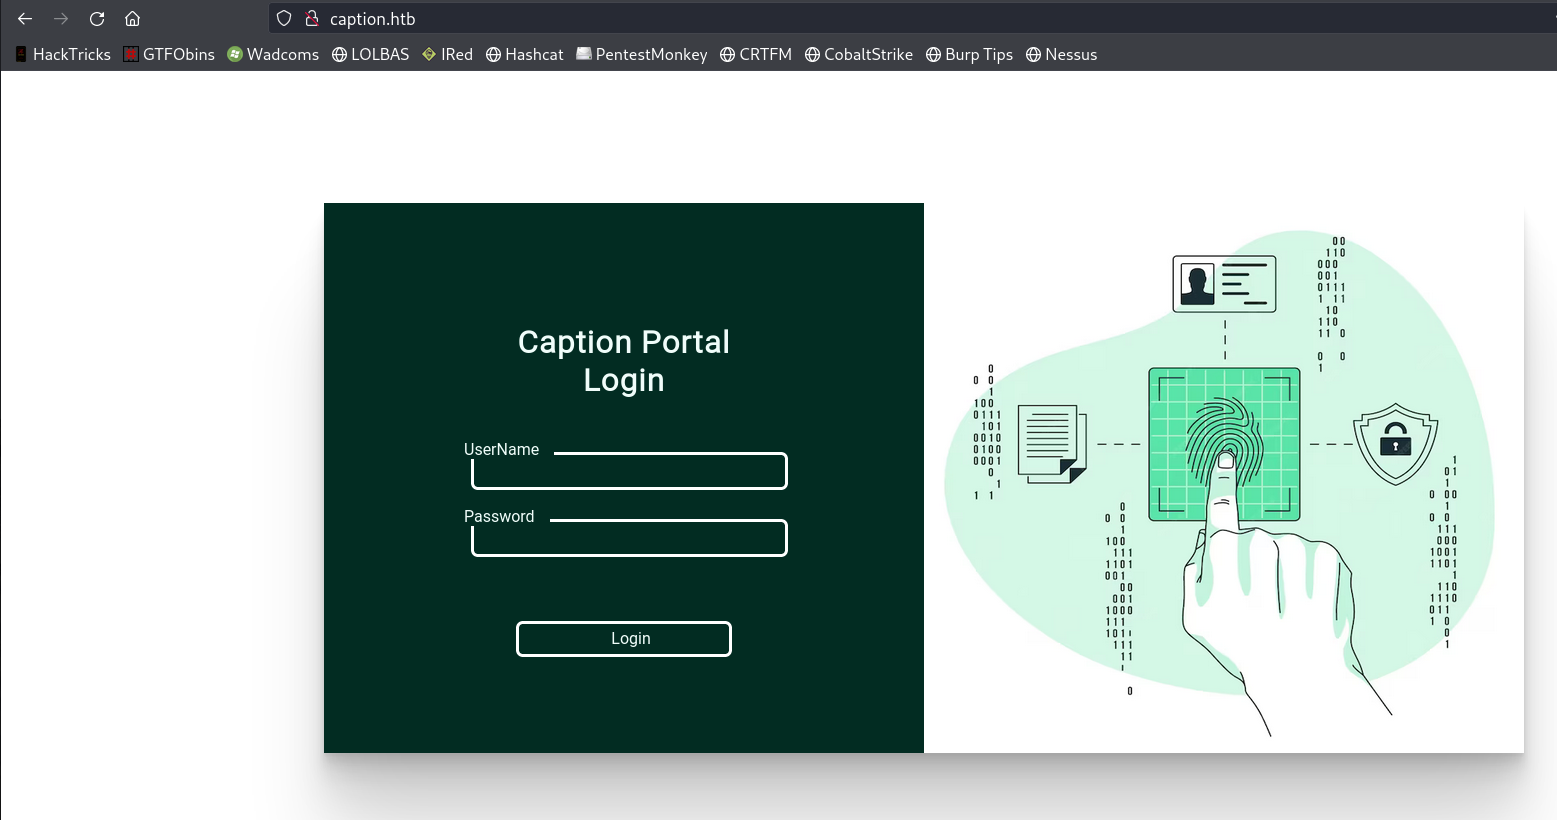 caption.htb
HackTricks GTFObins Wadcoms LOLBAS IRed Hashcat PentestMonkey CRTFM CobaltStrike Burp Tips Nessus
Caption Portal
Login
UserName
Password
Login